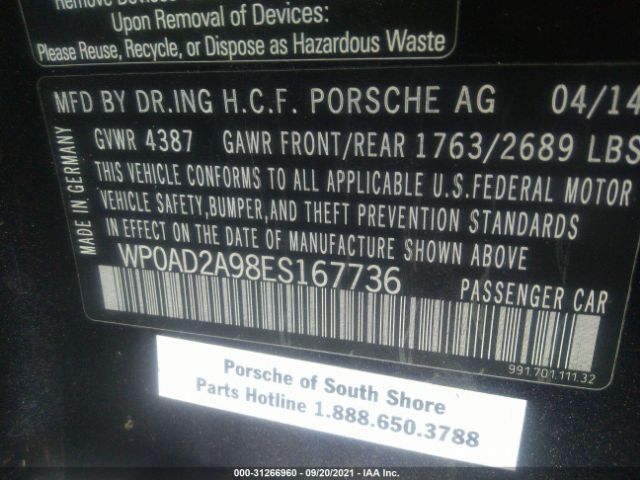 Upon Removal of Devices:
Please Reuse, Recycle, or Dispose as Hazardous Waste
MFD BY DR.ING H.C.F. PORSCHE AG 04/14
GVWR 4387 GAWR FRONT/REAR 1763/2689 LBS
THIS VEHICLE CONFORMS TO ALL APPLICABLE U.S.FEDERAL MOTOR
VEHICLE SAFETY,BUMPER,AND THEFT PREVENTION STANDARDS
IN EFFECT ON THE DATE OF MANUFACTURE SHOWN ABOVE
MADE IN GERMANY
WP0AD2A98ES167736 PASSENGER CAR
991.701.111.32
Porsche of South Shore
Parts Hotline 1.888.650.3788
000-31266960 - 09/20/2021 - IAA Inc.